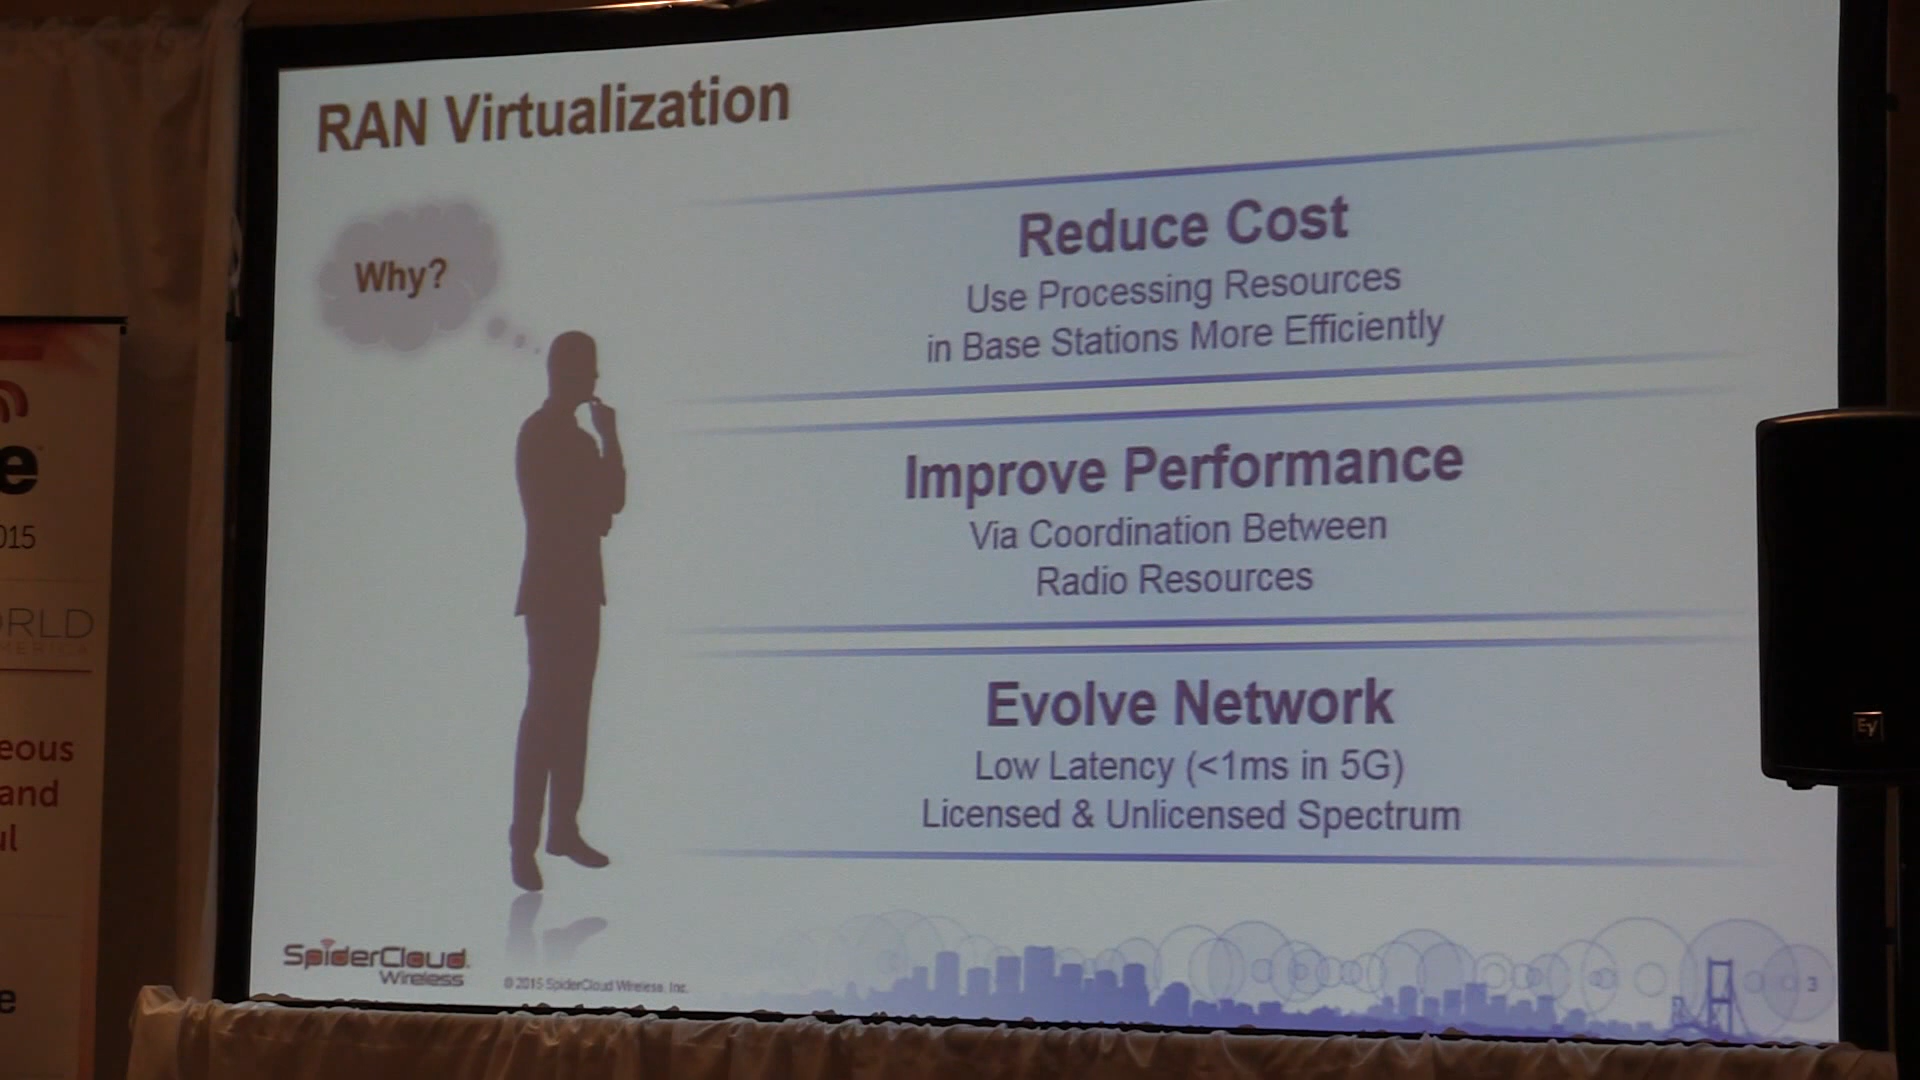 RAN Virtualization
Why?
Reduce Cost
Use Processing Resources
in Base Stations More Efficiently
Improve Performance
Via Coordination Between
Radio Resources
Evolve Network
Low Latency (<1ms in 5G)
Licensed & Unlicensed Spectrum
SpiderCloud
Wireless
© 2015 SpiderCloud Wireless, Inc.
3
e
015
ORLD
MERICA
eous
and
ul
e
EV